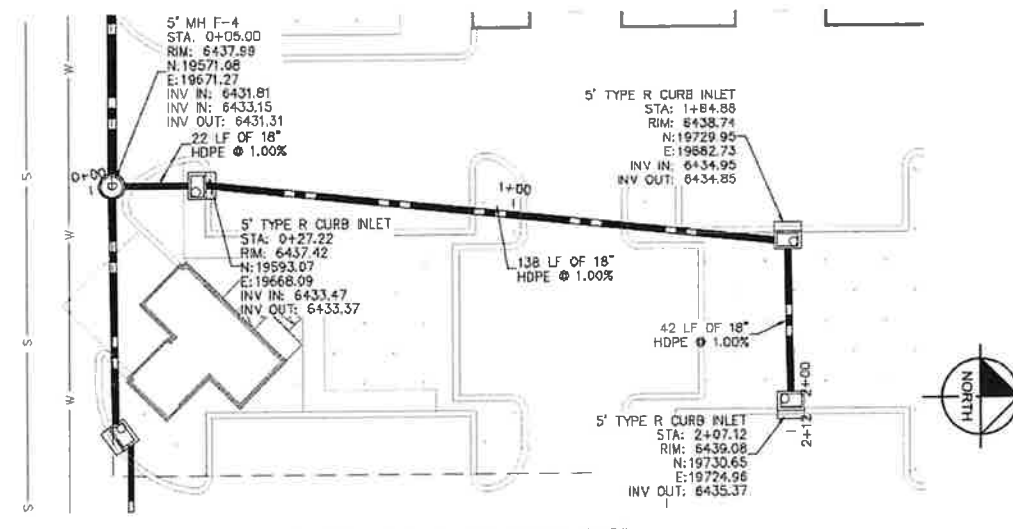 5' MH F-4
STA. 0+05.00
RIM: 6437.99
N:19571.08
E:19671.27
INV IN: 6431.81
INV IN: 6433.15
INV OUT: 6431.31
22 LF OF 18"
HDPE @ 1.00%
0+00
5' TYPE R CURB INLET
STA: 0+27.22
RIM: 6437.42
N:19593.07
E:19668.09
INV IN: 6433.47
INV OUT: 6433.37
1+00
138 LF OF 18"
HDPE @ 1.00%
5' TYPE R CURB INLET
STA: 1+64.88
RIM: 6438.74
N:19729.95
E:19682.73
INV IN: 6434.95
INV OUT: 6434.85
42 LF OF 18"
HDPE @ 1.00%
2+00
2+12
5' TYPE R CURB INLET
STA: 2+07.12
RIM: 6439.08
N:19730.65
E:19724.96
INV OUT: 6435.37
NORTH
S
S
S
W
W
W